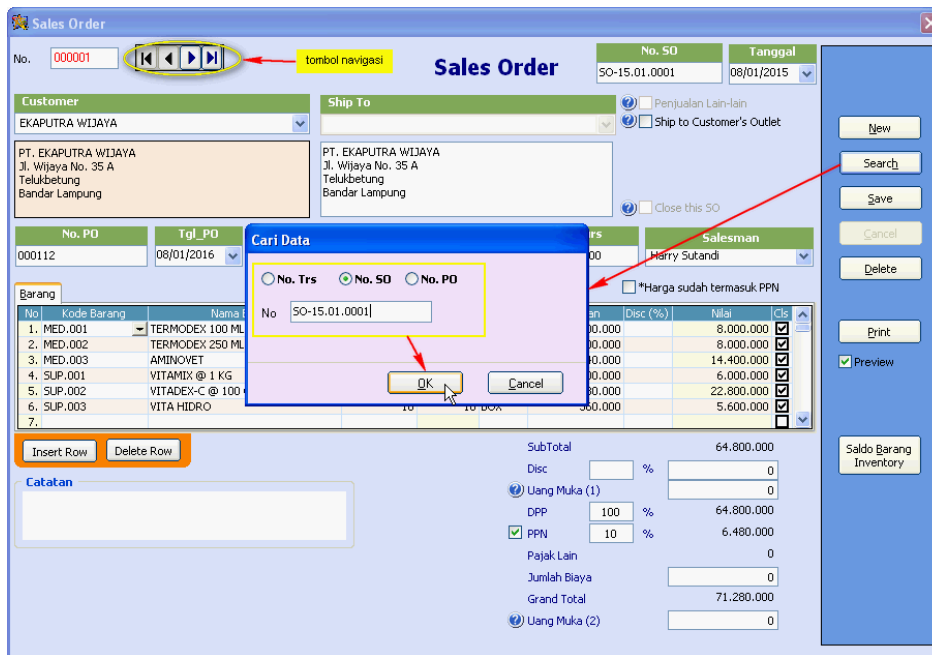 Sales Order
No. 000001
tombol navigasi
Sales Order
No. SO
SO-15.01.0001
Tanggal
08/01/2015
Customer
EKAPUTRA WIJAYA
PT. EKAPUTRA WIJAYA
Jl. Wijaya No. 35 A
Telukbetung
Bandar Lampung
Ship To
PT. EKAPUTRA WIJAYA
Jl. Wijaya No. 35 A
Telukbetung
Bandar Lampung
Penjualan Lain-lain
Ship to Customer's Outlet
Close this SO
No. PO
000112
Tgl_PO
08/01/2016
Salesman
Harry Sutandi
*Harga sudah termasuk PPN
Cari Data
No. Trs No. SO No. PO
No SO-15.01.0001
OK Cancel
Barang
No Kode Barang Disc (%) Nilai Cls
1. MED.001 TERMODEX 100 ML 8.000.000
2. MED.002 TERMODEX 250 ML 8.000.000
3. MED.003 AMINOVET 14.400.000
4. SUP.001 VITAMIX @ 1 KG 6.000.000
5. SUP.002 VITADEX-C @ 100 22.800.000
6. SUP.003 VITA HIDRO 5.600.000
7.
Insert Row Delete Row
Catatan
SubTotal 64.800.000
Disc % 0
Uang Muka (1) 0
DPP 100 % 64.800.000
PPN 10 % 6.480.000
Pajak Lain 0
Jumlah Biaya 0
Grand Total 71.280.000
Uang Muka (2) 0
New
Search
Save
Cancel
Delete
Print
Preview
Saldo Barang
Inventory